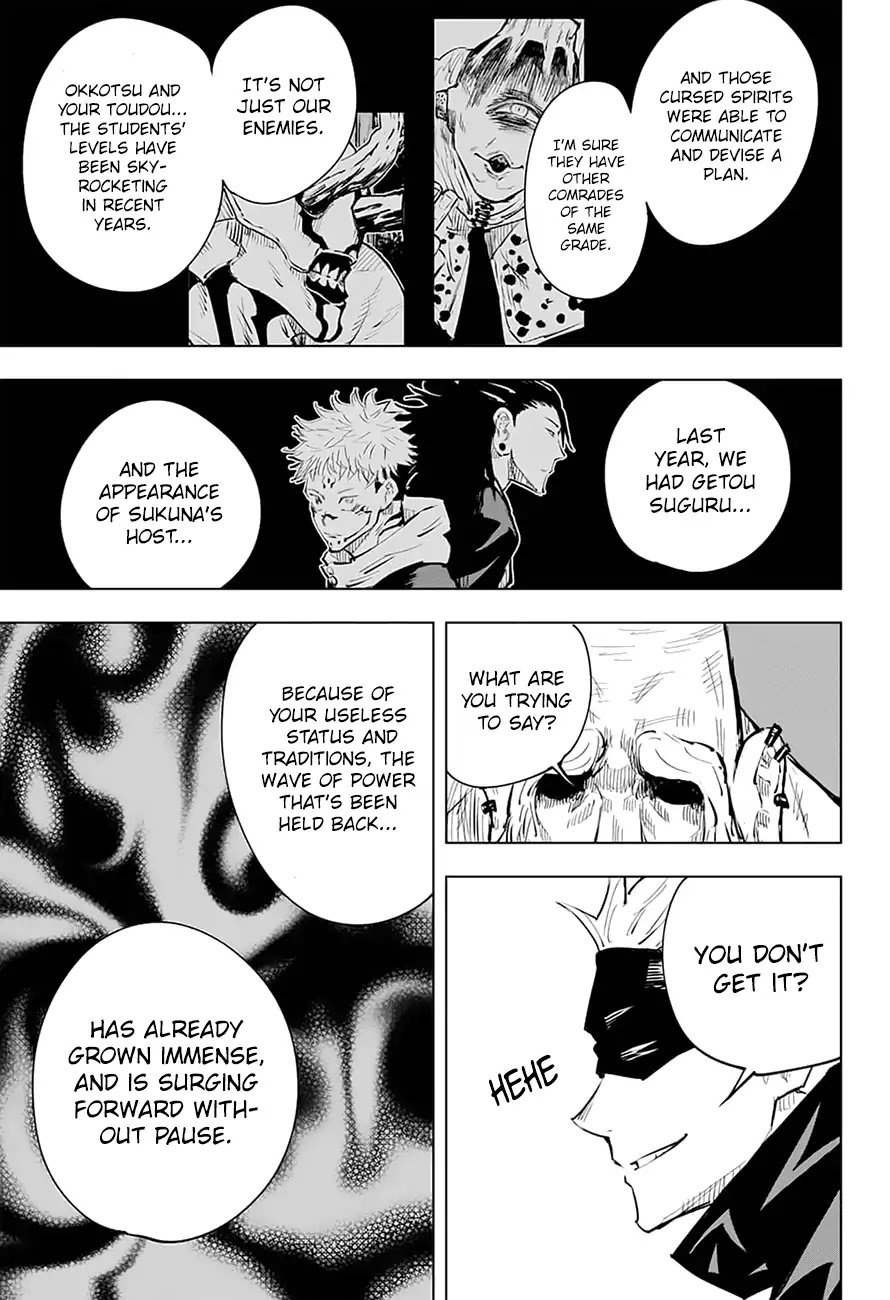 AND THOSE
CURSED SPIRITS
WERE ABLE TO
COMMUNICATE
AND DEVISE A
PLAN.
I'M SURE
THEY HAVE
OTHER
COMRADES
OF THE
SAME
GRADE.
IT'S NOT
JUST OUR
ENEMIES.
OKKOTSU AND
YOUR TOUDOU...
THE STUDENTS'
LEVELS HAVE
BEEN SKY-
ROCKETING
IN RECENT
YEARS.
LAST
YEAR, WE
HAD GETOU
SUGURU...
AND THE
APPEARANCE
OF SUKUNA'S
HOST...
WHAT ARE
YOU TRYING
TO SAY?
YOU DON'T
GET IT?
HEHE
BECAUSE OF
YOUR USELESS
STATUS AND
TRADITIONS, THE
WAVE OF POWER
THAT'S BEEN
HELD BACK...
HAS ALREADY
GROWN IMMENSE,
AND IS SURGING
FORWARD WITH-
OUT PAUSE.